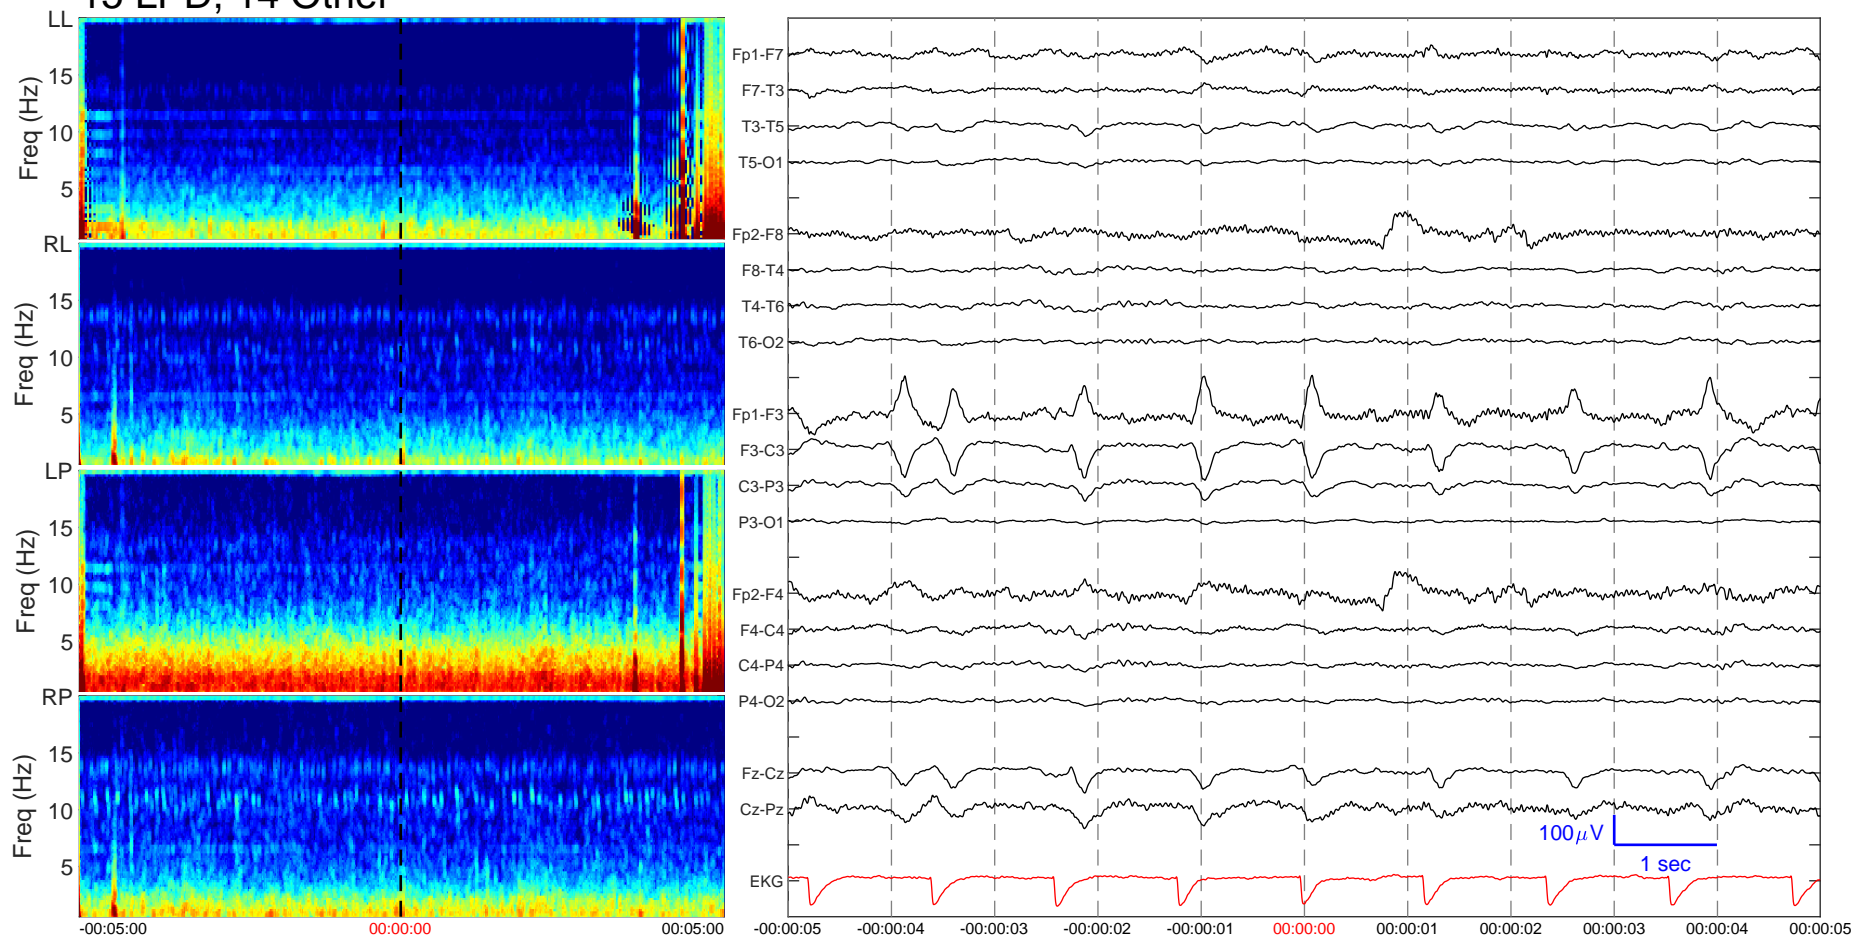 15 LPD, 14 Other
LL
Freq (Hz)
15
10
5
RL
Freq (Hz)
15
10
5
LP
Freq (Hz)
15
10
5
RP
Freq (Hz)
15
10
5
-00:05:00
00:00:00
00:05:00
Fp1-F7
F7-T3
T3-T5
T5-O1
Fp2-F8
F8-T4
T4-T6
T6-O2
Fp1-F3
F3-C3
C3-P3
P3-O1
Fp2-F4
F4-C4
C4-P4
P4-O2
Fz-Cz
Cz-Pz
EKG
100μV
1 sec
-00:00:05
-00:00:04
-00:00:03
-00:00:02
-00:00:01
00:00:00
00:00:01
00:00:02
00:00:03
00:00:04
00:00:05